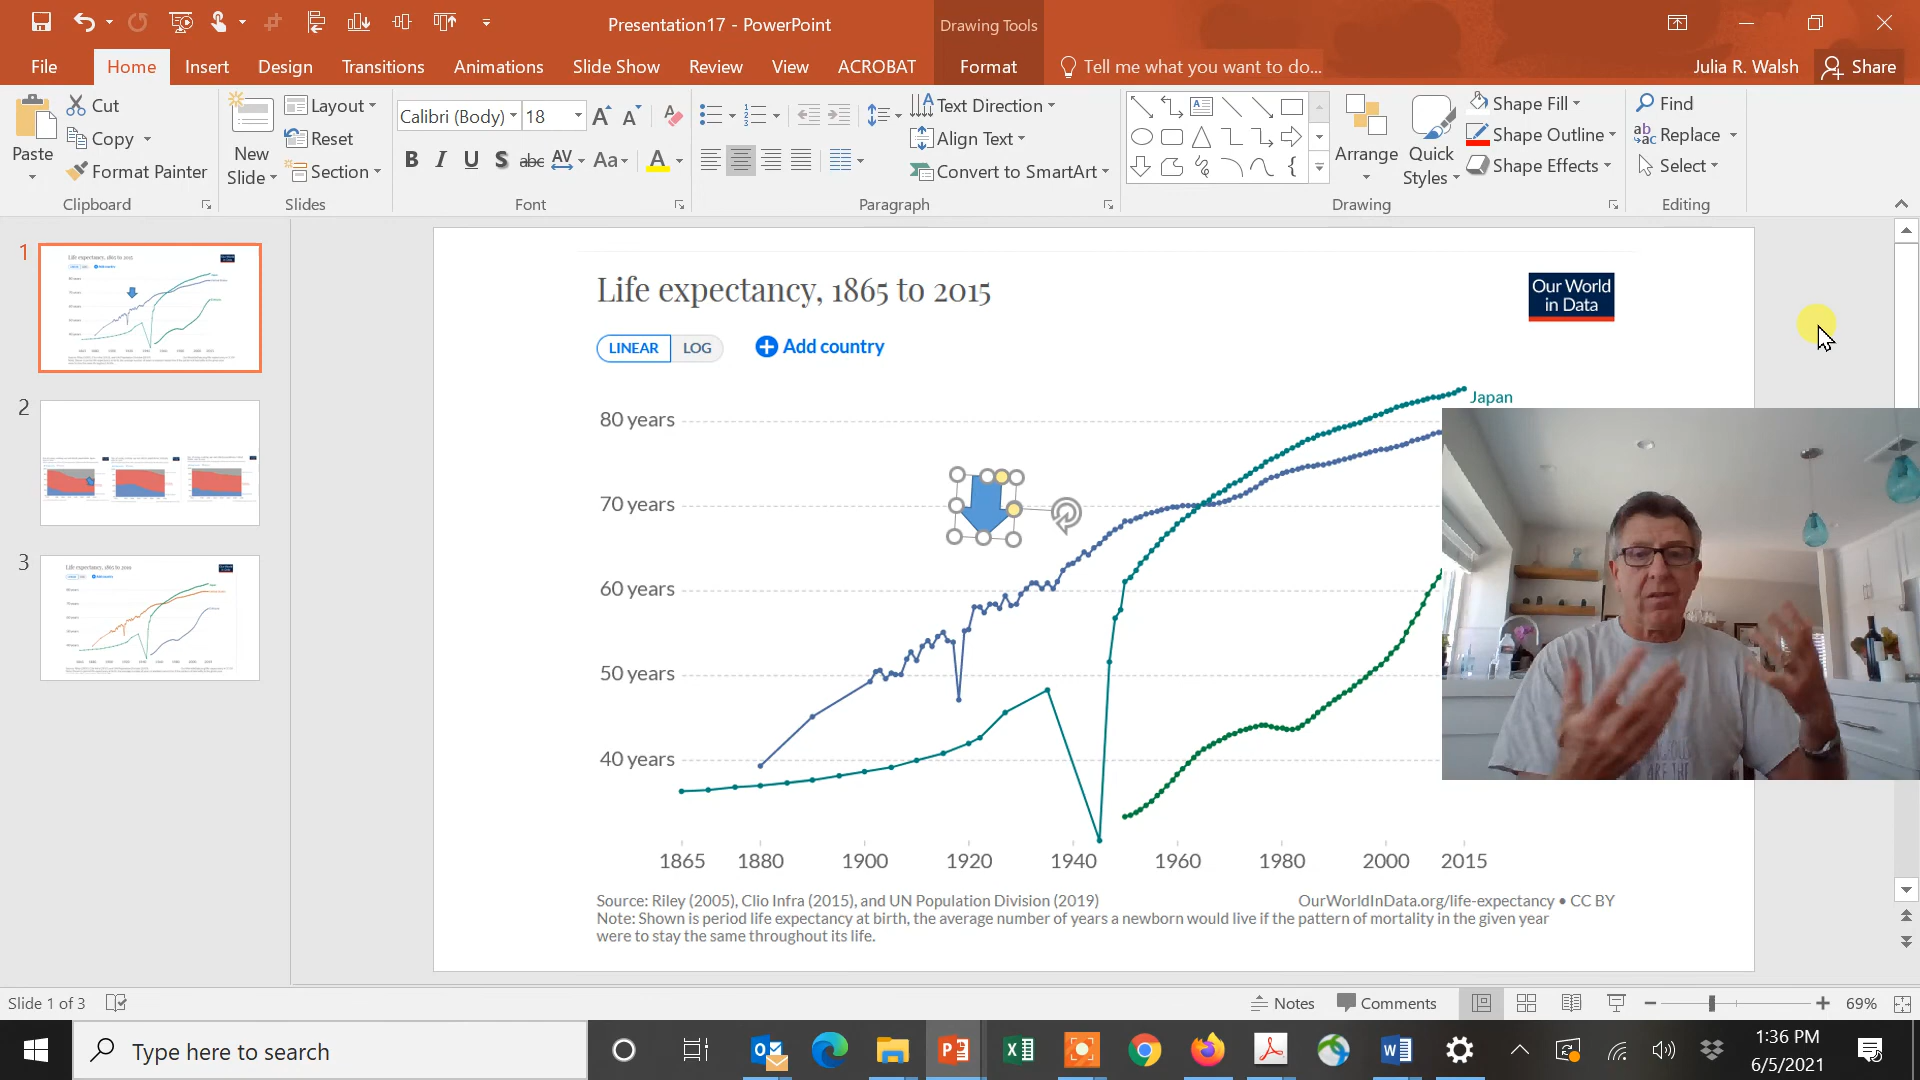 Presentation17 - PowerPoint
Drawing Tools
File
Home
Insert
Design
Transitions
Animations
Slide Show
Review
View
ACROBAT
Format
Tell me what you want to do...
Julia R. Walsh
Share
Paste
Cut
Copy
Format Painter
Clipboard
New
Slide
Layout
Reset
Section
Slides
Calibri (Body)
18
B I U S abc AV Aa A
Font
Text Direction
Align Text
Convert to SmartArt
Paragraph
Arrange
Quick
Styles
Shape Fill
Shape Outline
Shape Effects
Drawing
Find
Replace
Select
Editing
1
2
3
Life expectancy, 1865 to 2015
Our World
in Data
LINEAR
LOG
Add country
80 years
70 years
60 years
50 years
40 years
Japan
1865
1880
1900
1920
1940
1960
1980
2000
2015
Source: Riley (2005), Clio Infra (2015), and UN Population Division (2019)
OurWorldInData.org/life-expectancy • CC BY
Note: Shown is period life expectancy at birth, the average number of years a newborn would live if the pattern of mortality in the given year
were to stay the same throughout its life.
Slide 1 of 3
Notes
Comments
69%
Type here to search
1:36 PM
6/5/2021